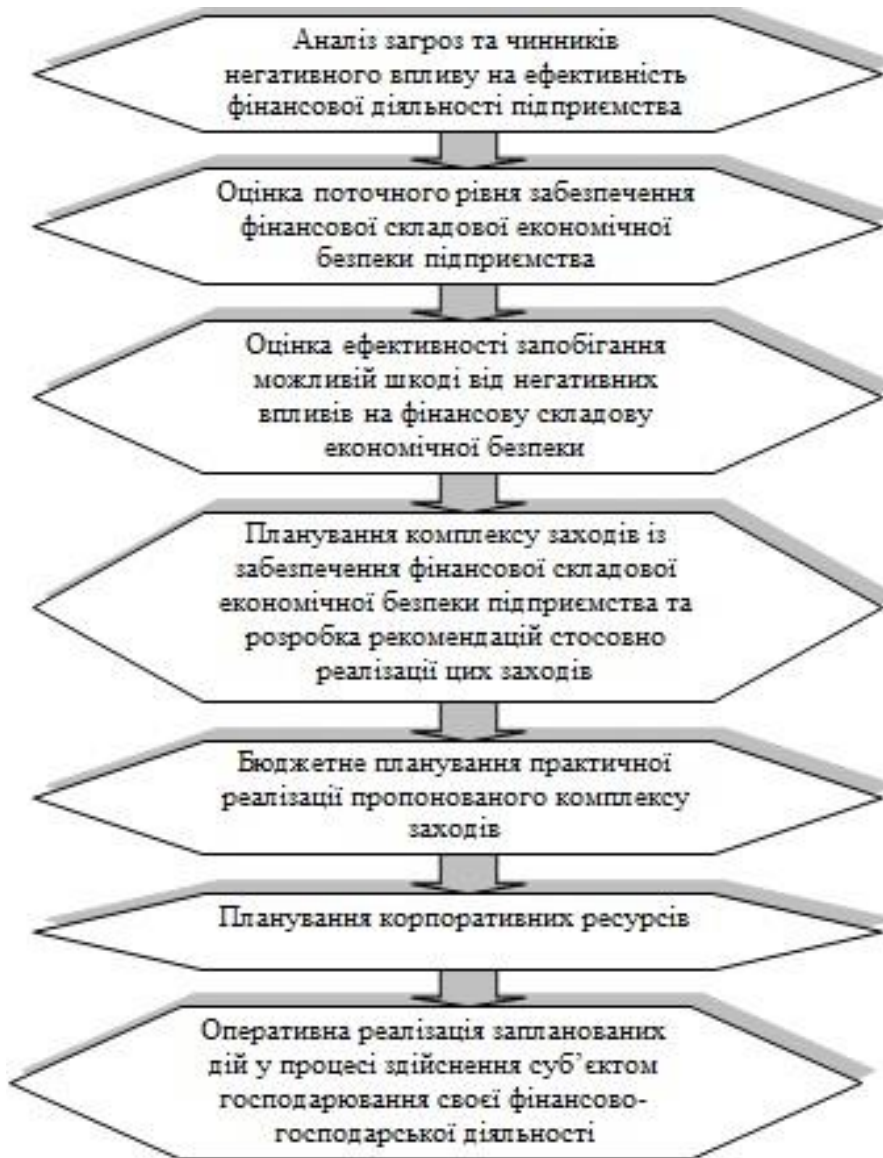 Аналіз загроз та чинників
негативного впливу на ефективність
фінансової діяльності підприємства
Оцінка поточного рівня забезпечення
фінансової складової економічної
безпеки підприємства
Оцінка ефективності запобігання
можливій шкоді від негативних
впливів на фінансову складову
економічної безпеки
Планування комплексу заходів із
забезпечення фінансової складової
економічної безпеки підприємства та
розробка рекомендацій стосовно
реалізації цих заходів
Бюджетне планування практичної
реалізації пропонованого комплексу
заходів
Планування корпоративних ресурсів
Оперативна реалізація запланованих
дій у процесі здійснення суб’єктом
господарювання своєї фінансово-
господарської діяльності